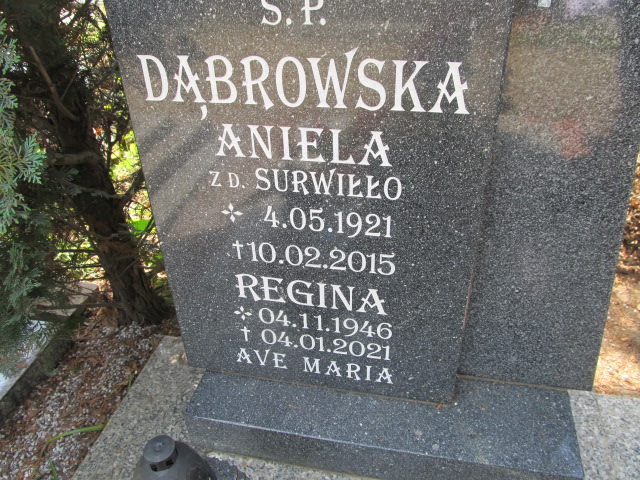 Ś.P.
DĄBROWSKA
ANIELA
Z D. SURWIŁŁO
4.05.1921
†10.02.2015
REGINA
04.11.1946
† 04.01.2021
AVE MARIA